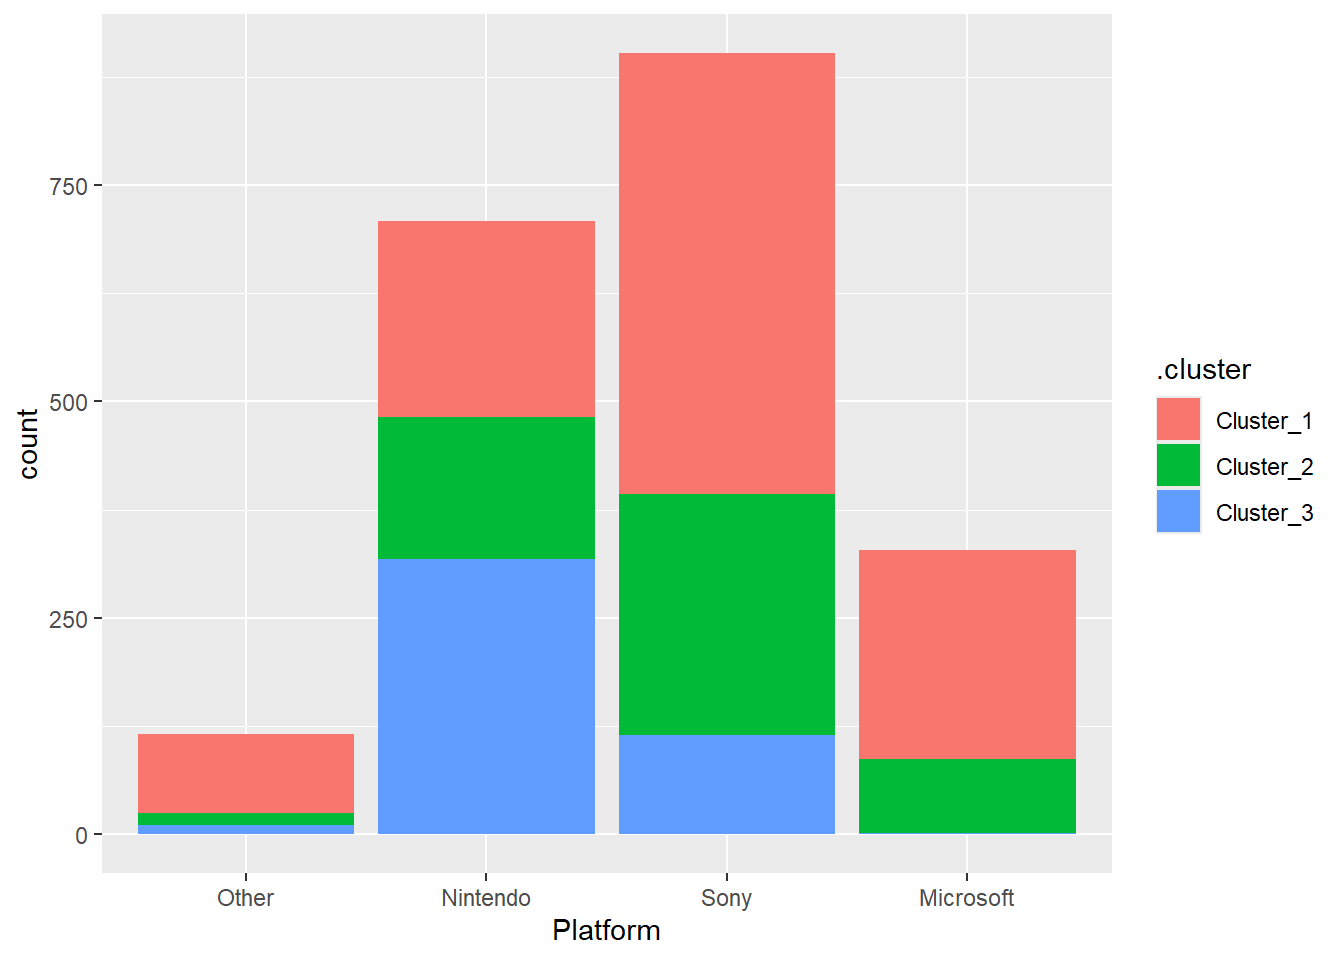 750
500
250
0
count
Other
Nintendo
Sony
Microsoft
Platform
.cluster
Cluster_1
Cluster_2
Cluster_3